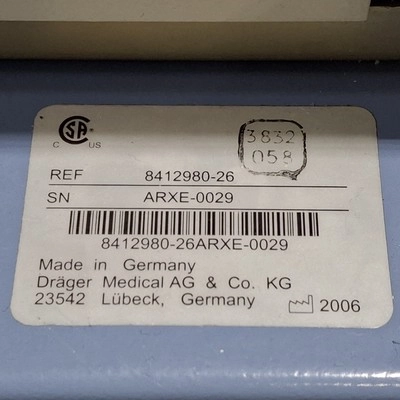 3832
058
CSA
C US
REF 8412980-26
SN ARXE-0029
8412980-26ARXE-0029
Made in Germany
Dräger Medical AG & Co. KG
23542 Lübeck, Germany 2006